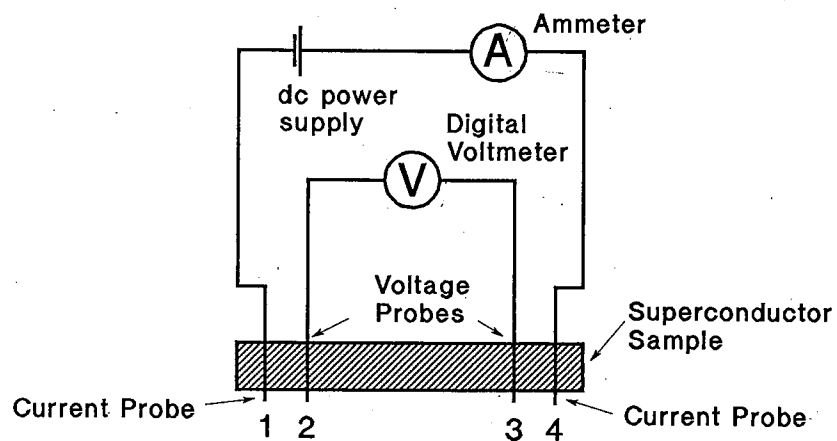 Ammeter
A
dc power
supply
Digital
Voltmeter
V
Voltage
Probes
Superconductor
Sample
Current Probe
1 2 3 4
Current Probe